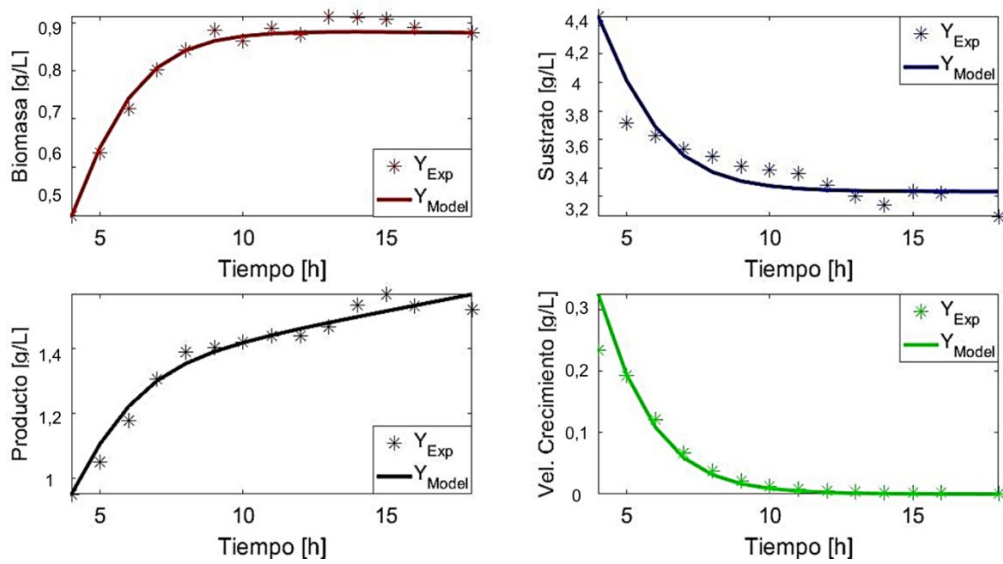 0,9
0,8
0,7
0,6
0,5
Biomasa [g/L]
Y_Exp
Y_Model
5
10
15
Tiempo [h]
4,4
4,2
4
3,8
3,6
3,4
3,2
Sustrato [g/L]
Y_Exp
Y_Model
5
10
15
Tiempo [h]
1,4
1,2
1
Producto [g/L]
Y_Exp
Y_Model
5
10
15
Tiempo [h]
0,3
0,2
0,1
0
Vel. Crecimiento [g/L]
Y_Exp
Y_Model
5
10
15
Tiempo [h]